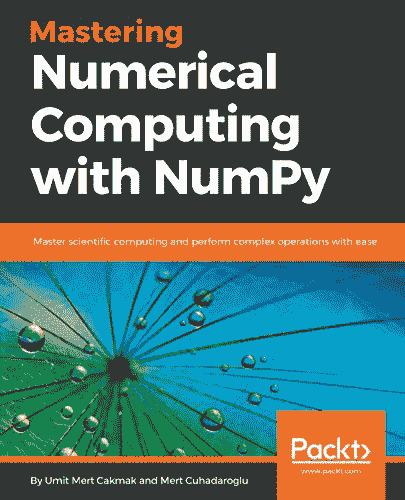 Mastering
Numerical
Computing
with NumPy
Master scientific computing and perform complex operations with ease
Packt>
www.packt.com
By Umit Mert Cakmak and Mert Cuhadaroglu